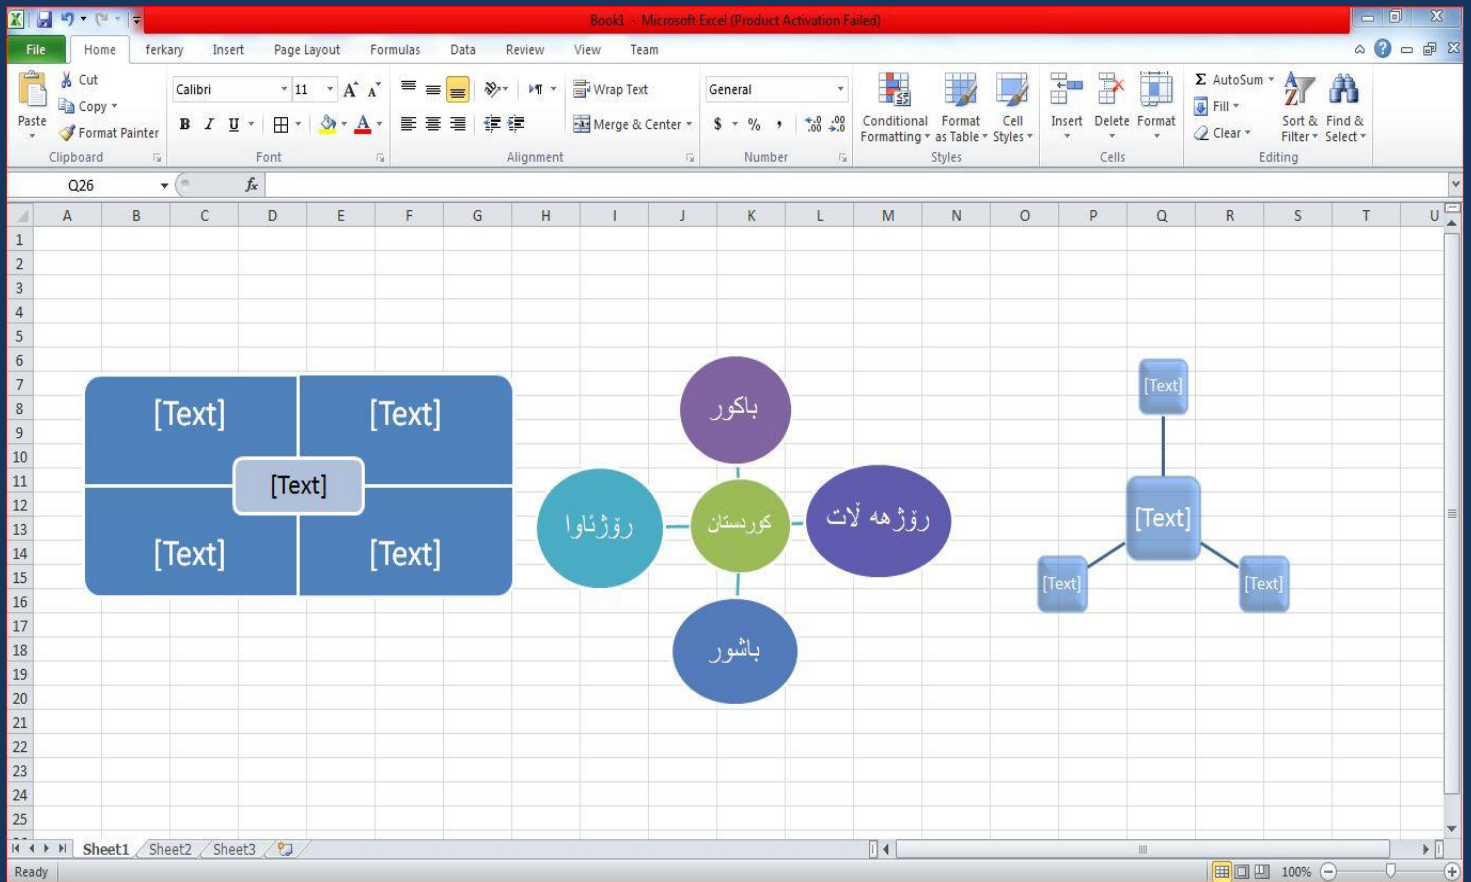 Book1 - Microsoft Excel (Product Activation Failed)
File Home ferkary Insert Page Layout Formulas Data Review View Team
Cut
Copy
Format Painter
Paste
Clipboard
Calibri 11
B I U
Font
Wrap Text
Merge & Center
Alignment
General
$ % ,
Number
Conditional Formatting
Format as Table
Cell Styles
Styles
Insert Delete Format
Cells
Σ AutoSum
Fill
Clear
Sort & Filter
Find & Select
Editing
Q26 fx
A B C D E F G H I J K L M N O P Q R S T U
1
2
3
4
5
6
7
8
9
10
11
12
13
14
15
16
17
18
19
20
21
22
23
24
25
[Text] [Text]
[Text]
[Text] [Text]
باکور
رۆژئاوا
کوردستان
رۆژهه ڵات
باشور
[Text]
[Text]
[Text] [Text]
Sheet1 Sheet2 Sheet3
Ready 100%